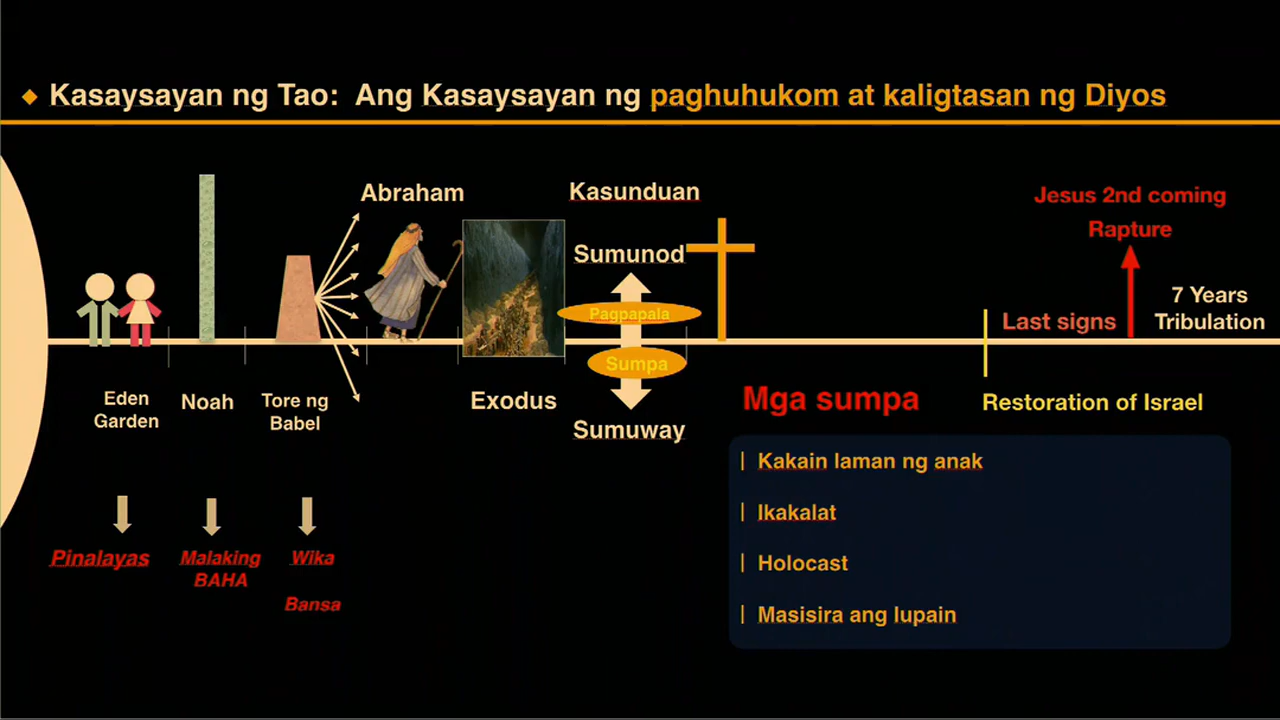 Kasaysayan ng Tao: Ang Kasaysayan ng paghuhukom at kaligtasan ng Diyos
Abraham
Kasunduan
Jesus 2nd coming
Rapture
Sumunod
Pagpapala
7 Years
Tribulation
Last signs
Sumpa
Eden
Garden
Noah
Tore ng
Babel
Exodus
Sumuway
Mga sumpa
Restoration of Israel
Kakain laman ng anak
Ikakalat
Holocast
Masisira ang lupain
Pinalayas
Malaking
BAHA
Wika
Bansa